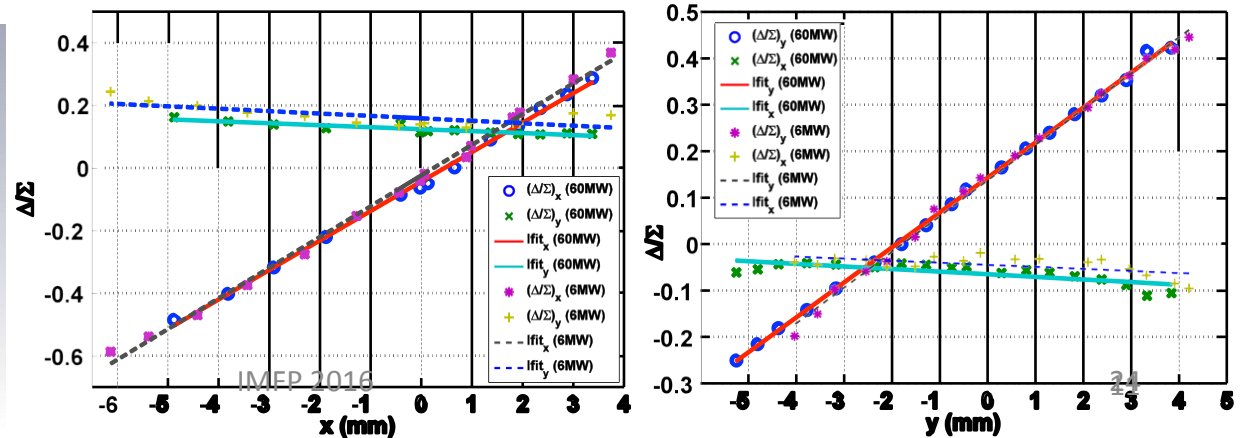 0.4
0.2
0
-0.2
-0.4
-0.6
Δ/Σ
-6 -5 -4 -3 -2 -1 0 1 2 3 4
x (mm)
(Δ/Σ)x (60MW)
(Δ/Σ)y (60MW)
lfitx (60MW)
lfity (60MW)
(Δ/Σ)x (6MW)
(Δ/Σ)y (6MW)
lfitx (6MW)
lfity (6MW)
IMFP 2016
0.5
0.4
0.3
0.2
0.1
0
-0.1
-0.2
-0.3
Δ/Σ
-5 -4 -3 -2 -1 0 1 2 3 4 5
y (mm)
(Δ/Σ)y (60MW)
(Δ/Σ)x (60MW)
lfity (60MW)
lfitx (60MW)
(Δ/Σ)y (6MW)
(Δ/Σ)x (6MW)
lfity (6MW)
lfitx (6MW)